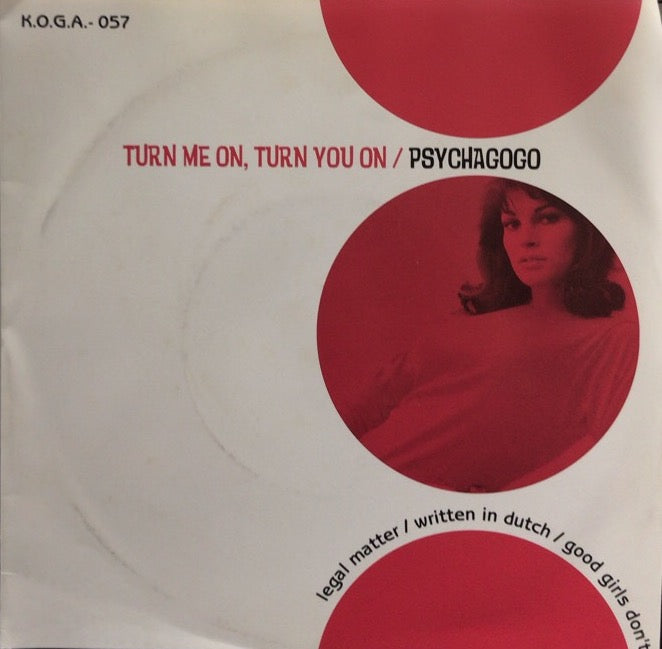 K.O.G.A.- 057
TURN ME ON, TURN YOU ON / PSYCHAGOGO
legal matter / written in dutch / good girls don't